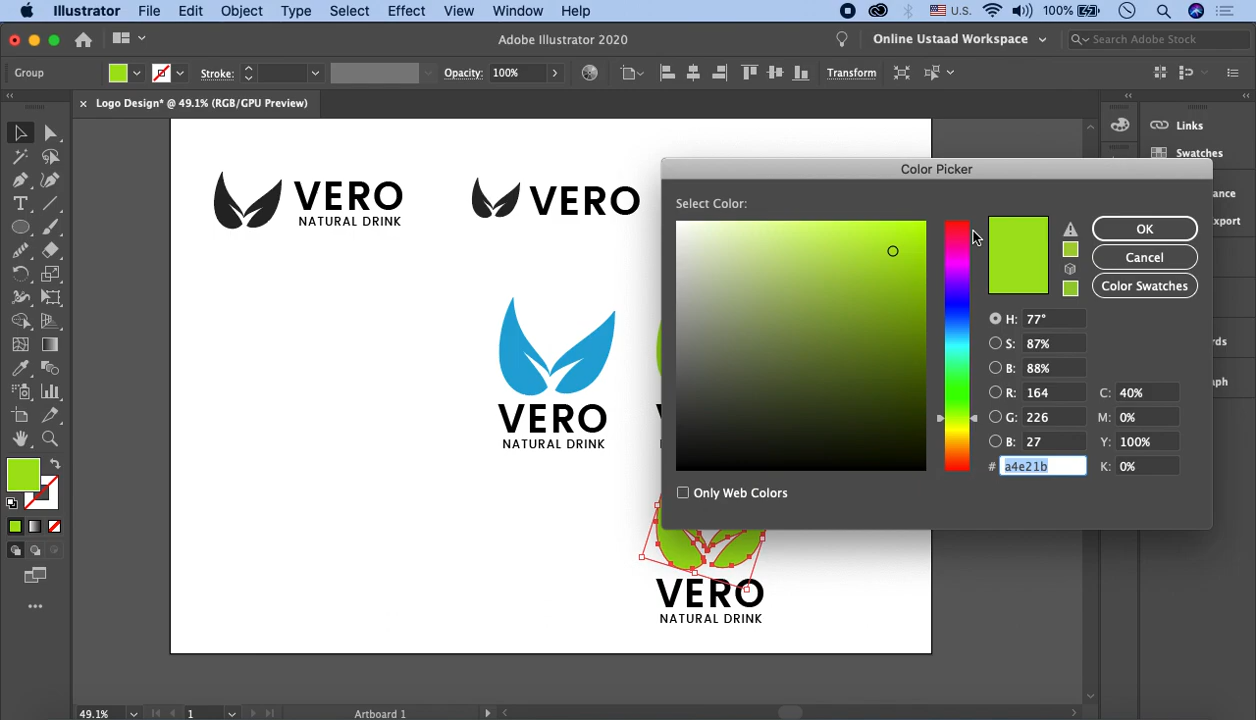 Illustrator File Edit Object Type Select Effect View Window Help U.S. 100%
Adobe Illustrator 2020 Online Ustaad Workspace Search Adobe Stock
Group Stroke: Opacity: 100% Transform
Logo Design* @ 49.1% (RGB/GPU Preview)
Links
Swatches
VERO
NATURAL DRINK
VERO
VERO
NATURAL DRINK
VERO
NATURAL DRINK
Color Picker
Select Color:
OK
Cancel
Color Swatches
H: 77°
S: 87%
B: 88%
R: 164 C: 40%
G: 226 M: 0%
B: 27 Y: 100%
# a4e21b K: 0%
Only Web Colors
49.1% 1 Artboard 1